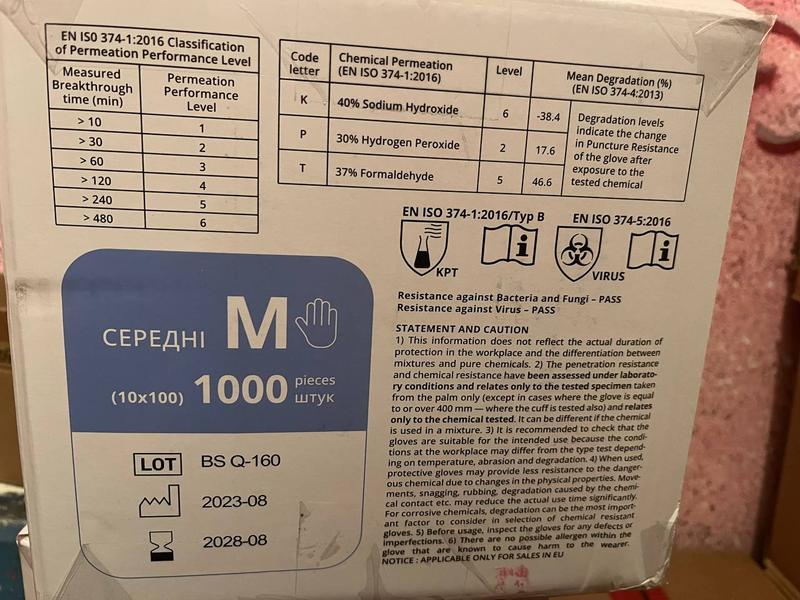 EN IS0 374-1:2016 Classification
of Permeation Performance Level
Measured
Breakthrough
time (min)
Permeation
Performance
Level
> 10
1
> 30
2
> 60
3
> 120
4
> 240
5
> 480
6
Code
letter
Chemical Permeation
(EN ISO 374-1:2016)
Level
Mean Degradation (%)
(EN ISO 374-4:2013)
K
40% Sodium Hydroxide
6
-38.4
P
30% Hydrogen Peroxide
2
17.6
T
37% Formaldehyde
5
46.6
Degradation levels
indicate the change
in Puncture Resistance
of the glove after
exposure to the
tested chemical
EN ISO 374-1:2016/Typ B
EN ISO 374-5:2016
i
i
KPT
VIRUS
Resistance against Bacteria and Fungi – PASS
Resistance against Virus – PASS
STATEMENT AND CAUTION
1) This information does not reflect the actual duration of
protection in the workplace and the differentiation between
mixtures and pure chemicals. 2) The penetration resistance
and chemical resistance have been assessed under laborato-
ry conditions and relates only to the tested specimen taken
from the palm only (except in cases where the glove is equal
to or over 400 mm — where the cuff is tested also) and relates
only to the chemical tested. It can be different if the chemical
is used in a mixture. 3) It is recommended to check that the
gloves are suitable for the intended use because the condi-
tions at the workplace may differ from the type test depend-
ing on temperature, abrasion and degradation. 4) When used,
protective gloves may provide less resistance to the danger-
ous chemical due to changes in the physical properties. Move-
ments, snagging, rubbing, degradation caused by the chemi-
cal contact etc. may reduce the actual use time significantly.
For corrosive chemicals, degradation can be the most import-
ant factor to consider in selection of chemical resistant
gloves. 5) Before usage, inspect the gloves for any defects or
imperfections. 6) There are no possible allergen within the
glove that are known to cause harm to the wearer.
NOTICE : APPLICABLE ONLY FOR SALES IN EU
СЕРЕДНІ
M
(10x100)
1000
pieces
штук
LOT
BS Q-160
2023-08
2028-08